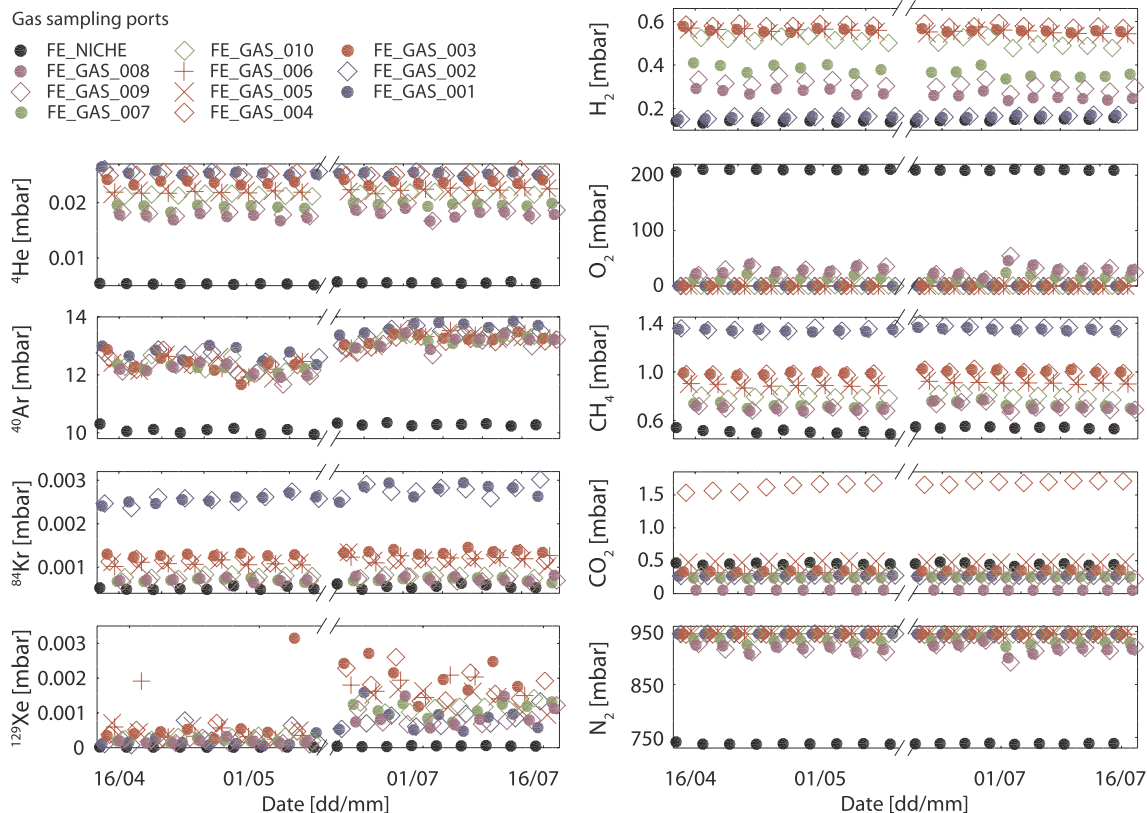 Gas sampling ports
FE_NICHE
FE_GAS_008
FE_GAS_009
FE_GAS_007
FE_GAS_010
FE_GAS_006
FE_GAS_005
FE_GAS_004
FE_GAS_003
FE_GAS_002
FE_GAS_001
⁴He [mbar]
0.02
0.01
⁴⁰Ar [mbar]
14
12
10
⁸⁴Kr [mbar]
0.003
0.002
0.001
¹²⁹Xe [mbar]
0.003
0.002
0.001
0
16/04
01/05
01/07
16/07
Date [dd/mm]
H₂ [mbar]
0.6
0.4
0.2
O₂ [mbar]
200
100
0
CH₄ [mbar]
1.4
1.0
0.6
CO₂ [mbar]
1.5
1.0
0.5
0
N₂ [mbar]
950
850
750
16/04
01/05
01/07
16/07
Date [dd/mm]